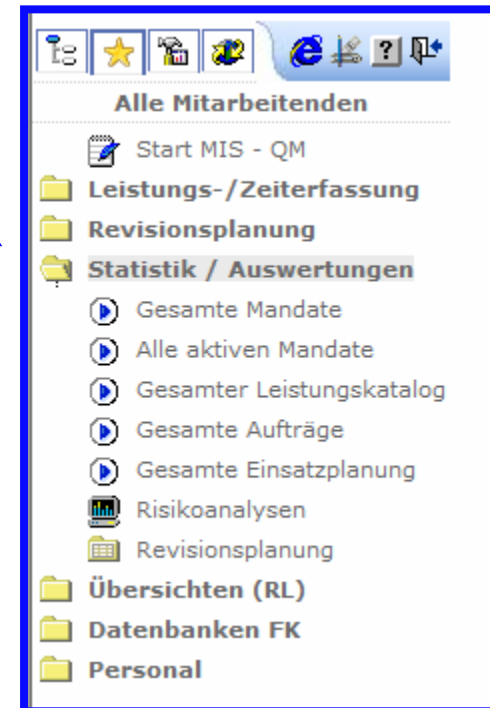 Alle Mitarbeitenden
Start MIS - QM
Leistungs-/Zeiterfassung
Revisionsplanung
Statistik / Auswertungen
Gesamte Mandate
Alle aktiven Mandate
Gesamter Leistungskatalog
Gesamte Aufträge
Gesamte Einsatzplanung
Risikoanalysen
Revisionsplanung
Übersichten (RL)
Datenbanken FK
Personal